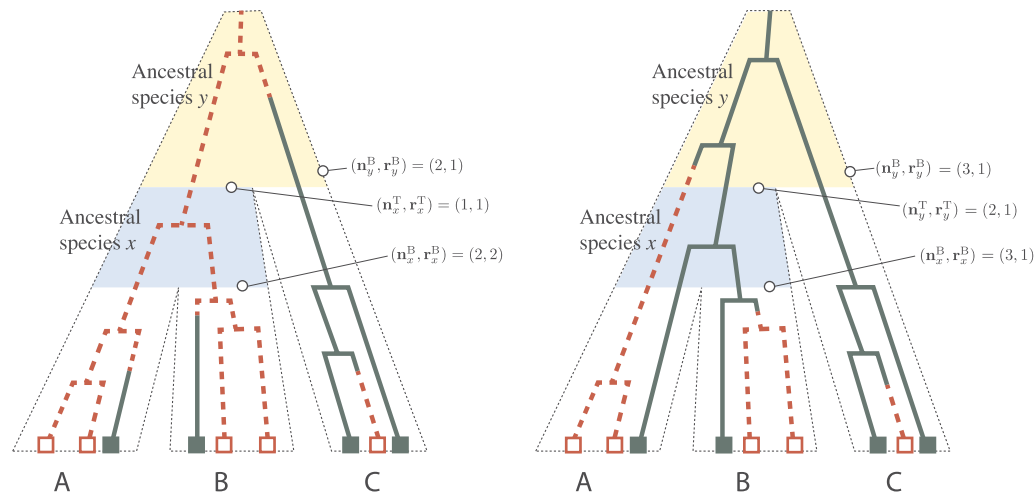 Ancestral
species y
(n_y^B, r_y^B) = (2, 1)
(n_x^T, r_x^T) = (1, 1)
Ancestral
species x
(n_x^B, r_x^B) = (2, 2)
A
B
C
Ancestral
species y
(n_y^B, r_y^B) = (3, 1)
(n_y^T, r_y^T) = (2, 1)
Ancestral
species x
(n_x^B, r_x^B) = (3, 1)
A
B
C